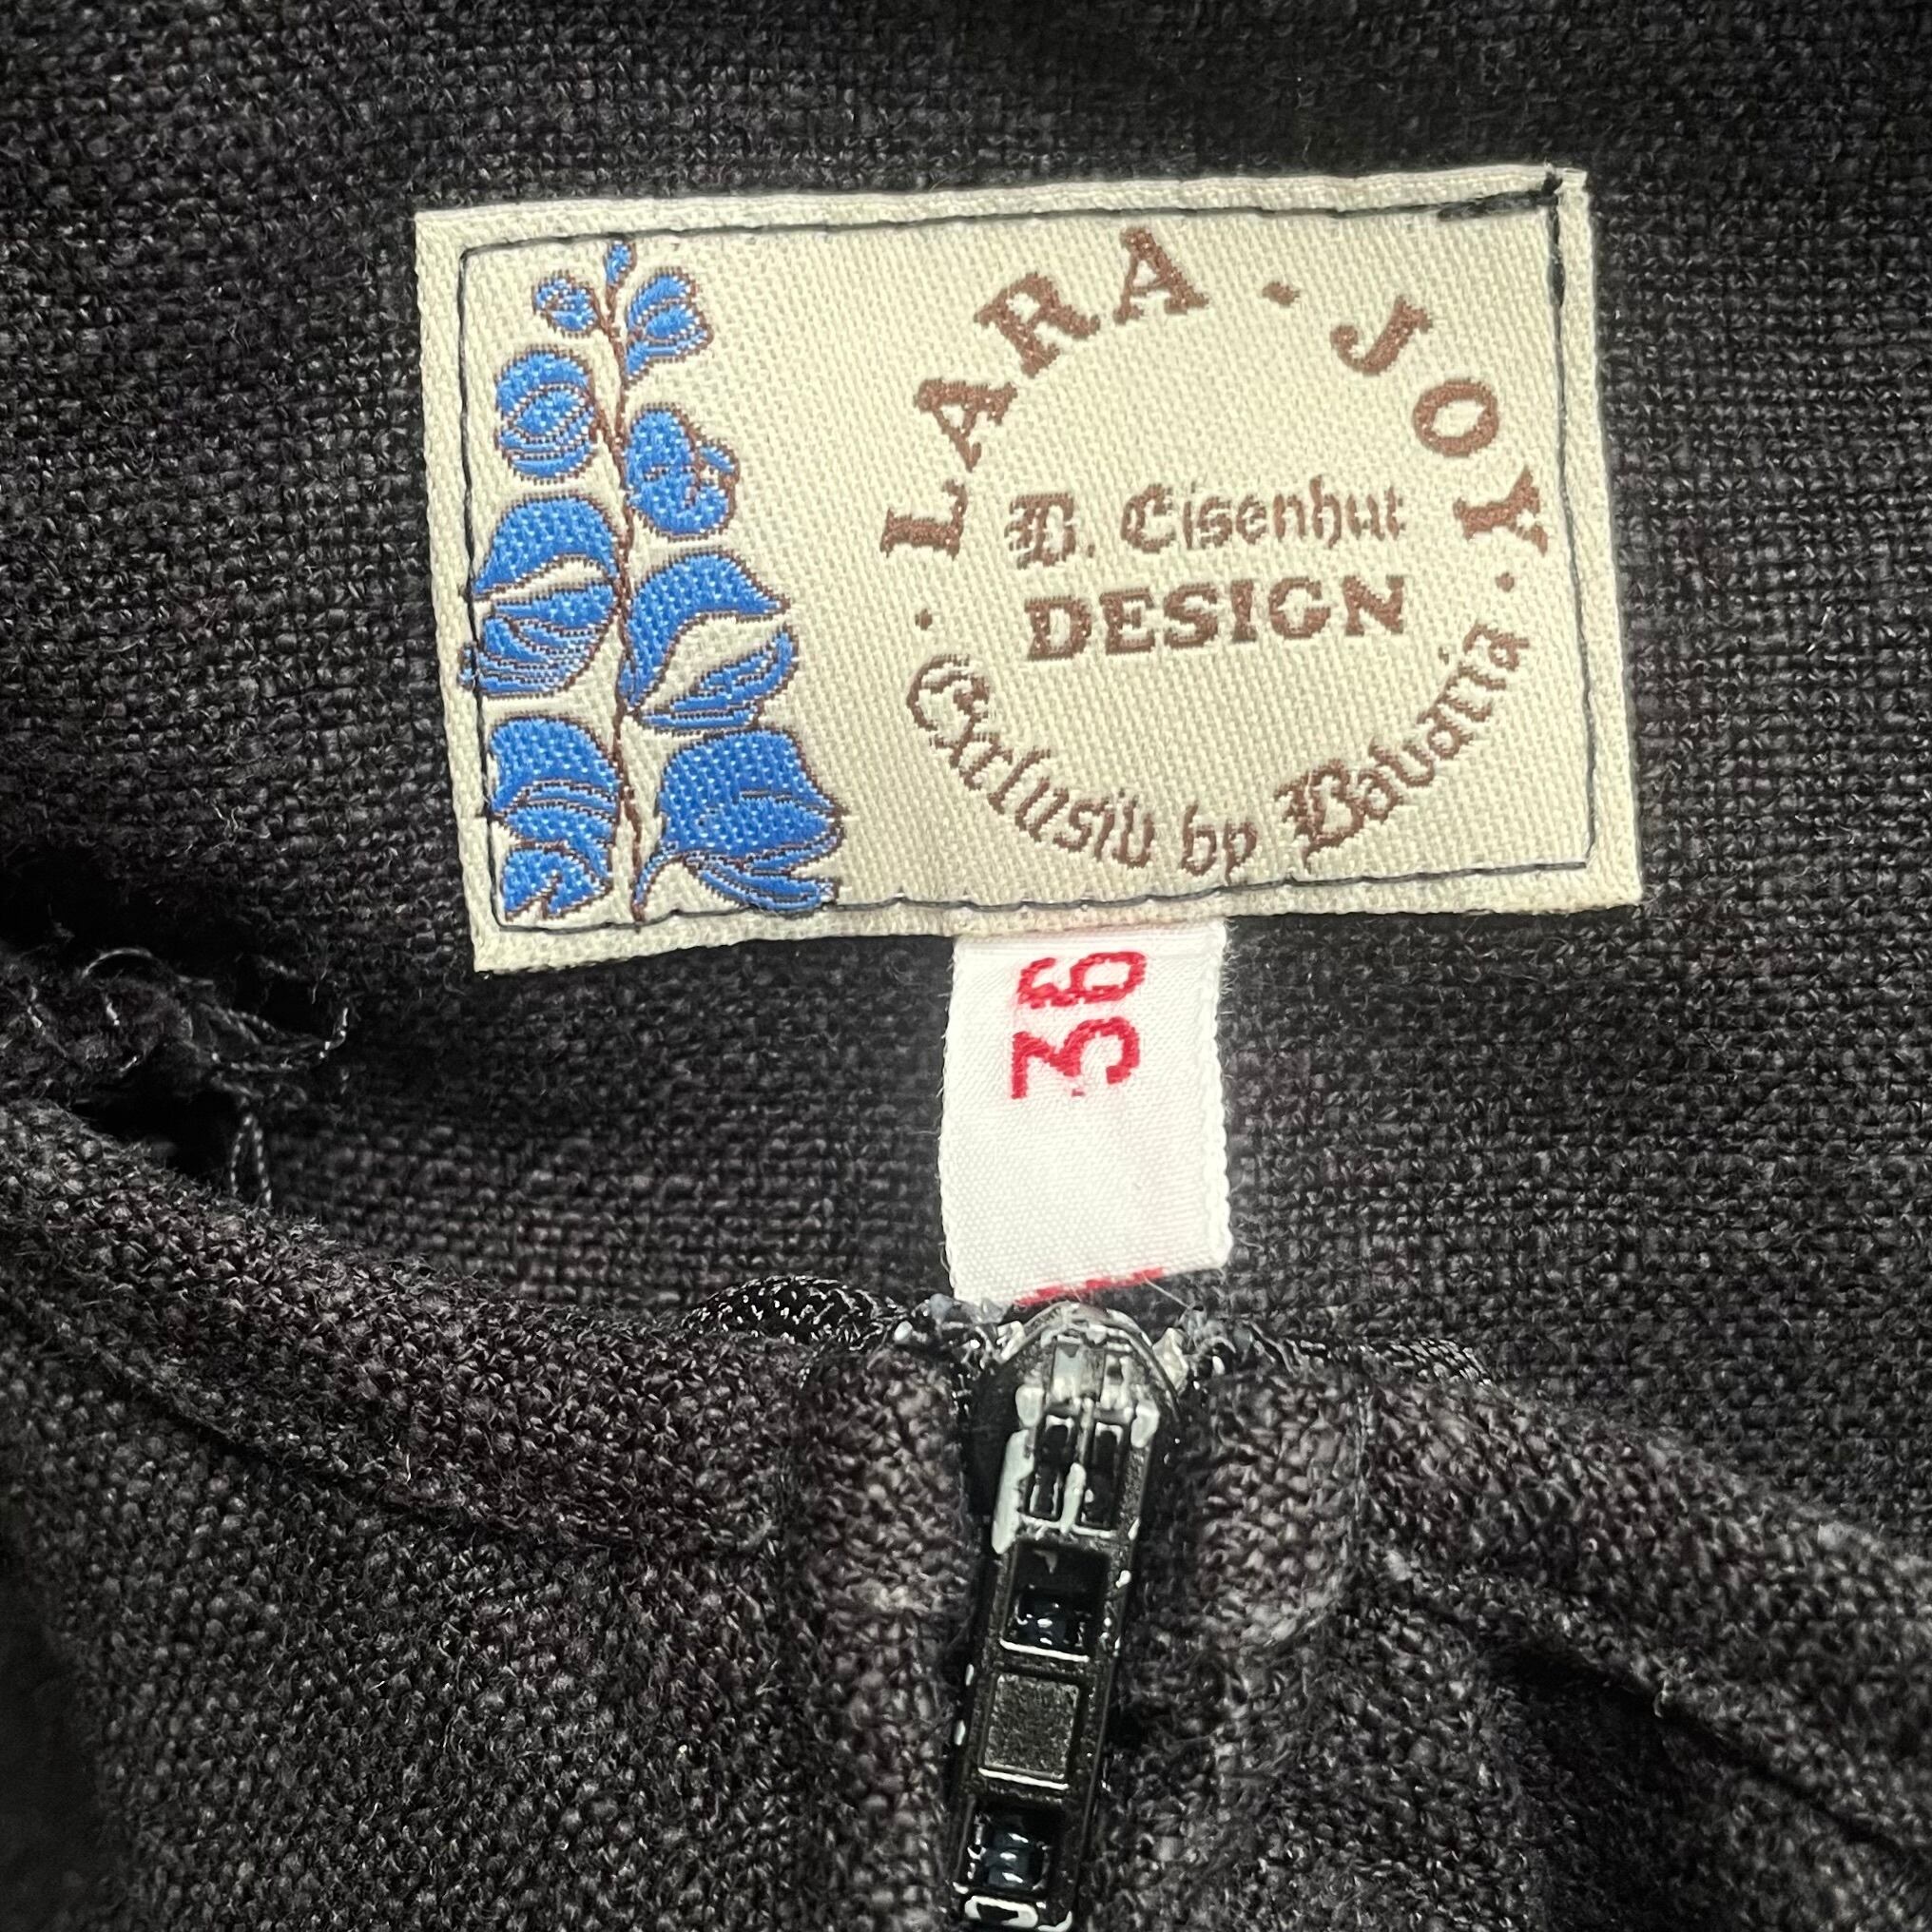 LARA · JOY
D. Eisenhut
DESIGN
Exclusiv by Bavaria
36